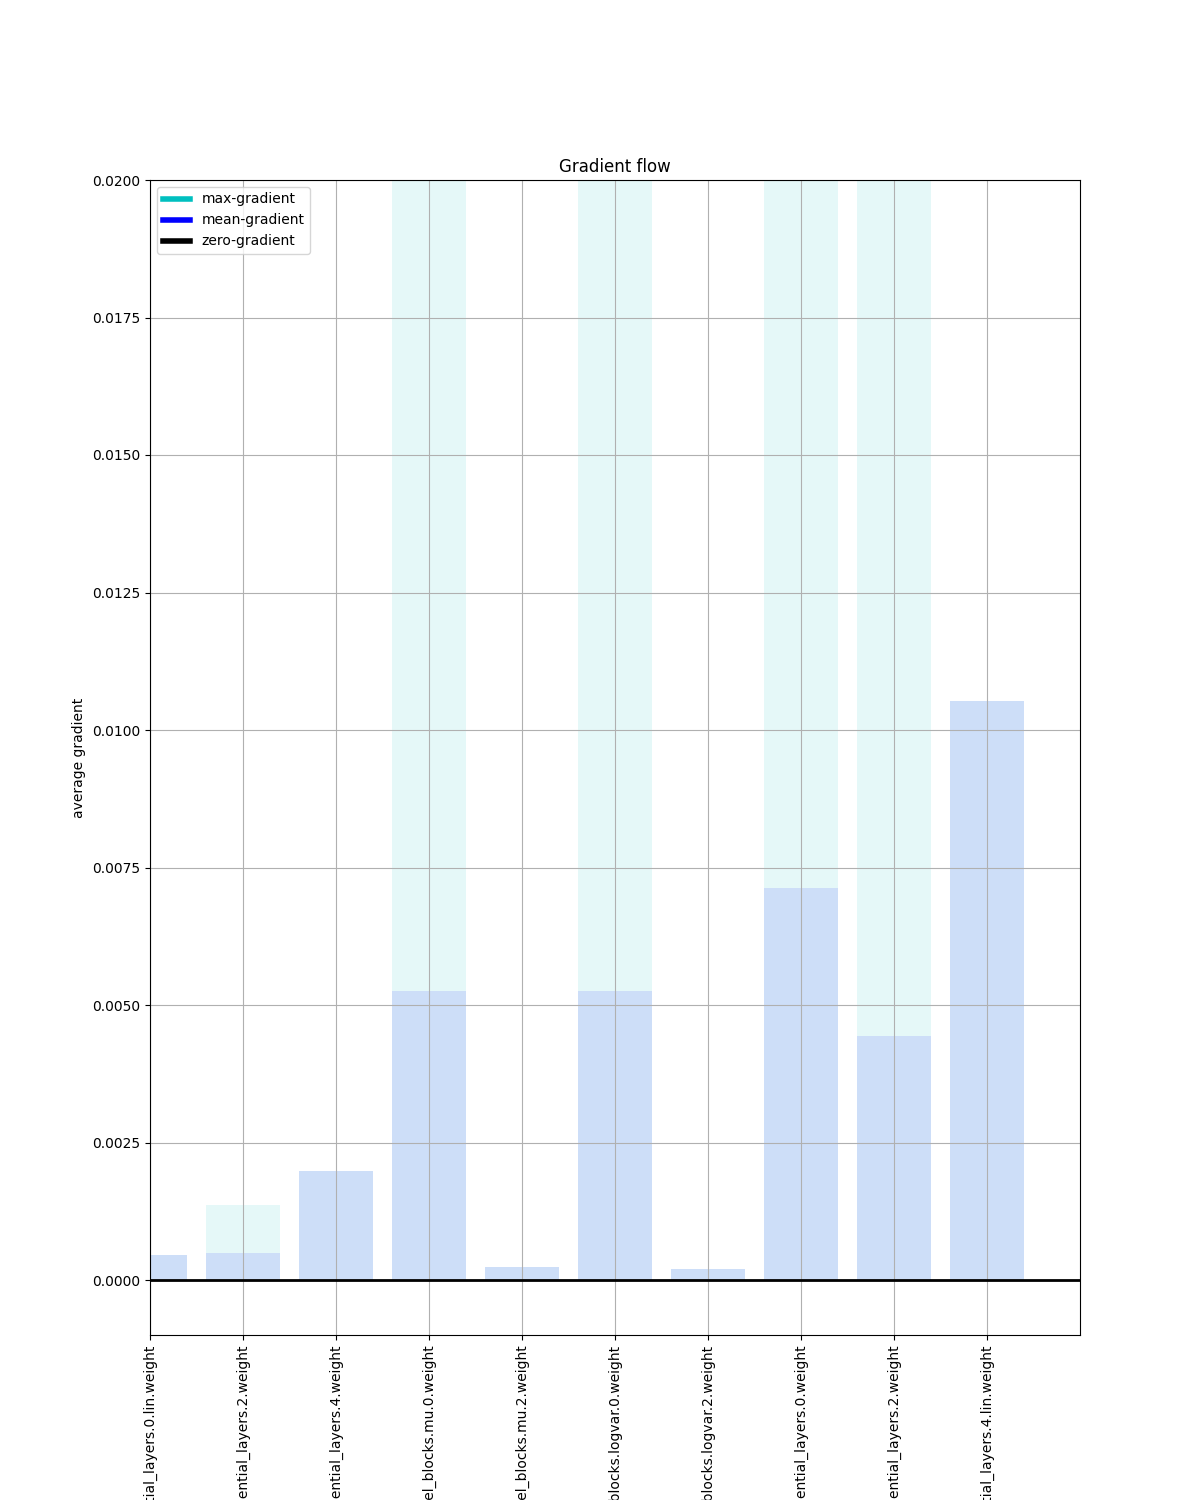 Gradient flow
max-gradient
mean-gradient
zero-gradient
0.0200
0.0175
0.0150
0.0125
0.0100
0.0075
0.0050
0.0025
0.0000
average gradient
tial_layers.0.lin.weight
ential_layers.2.weight
ential_layers.4.weight
el_blocks.mu.0.weight
el_blocks.mu.2.weight
blocks.logvar.0.weight
blocks.logvar.2.weight
ential_layers.0.weight
ential_layers.2.weight
tial_layers.4.lin.weight